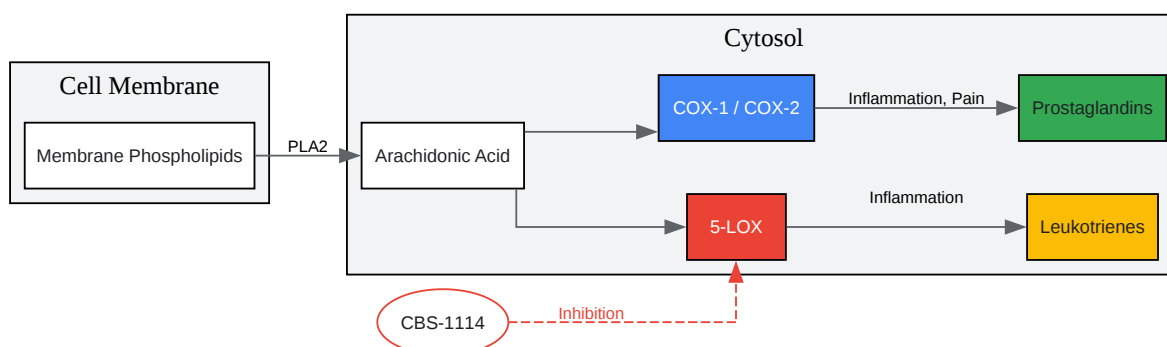 Cytosol
Cell Membrane
COX-1 / COX-2
Inflammation, Pain
Prostaglandins
Membrane Phospholipids
PLA2
Arachidonic Acid
5-LOX
Inflammation
Leukotrienes
CBS-1114
Inhibition